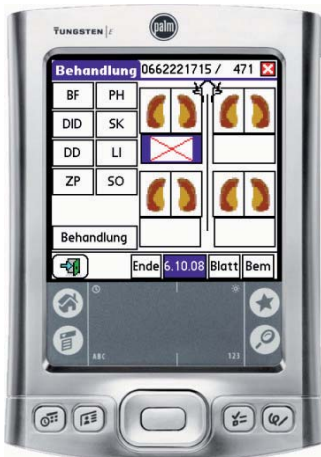 TUNGSTEN E
palm
Behandlung 0662221715 / 471
BF PH
DID SK
DD LI
ZP SO
Behandlung
Ende 6.10.08 Blatt Bem
ABC 123